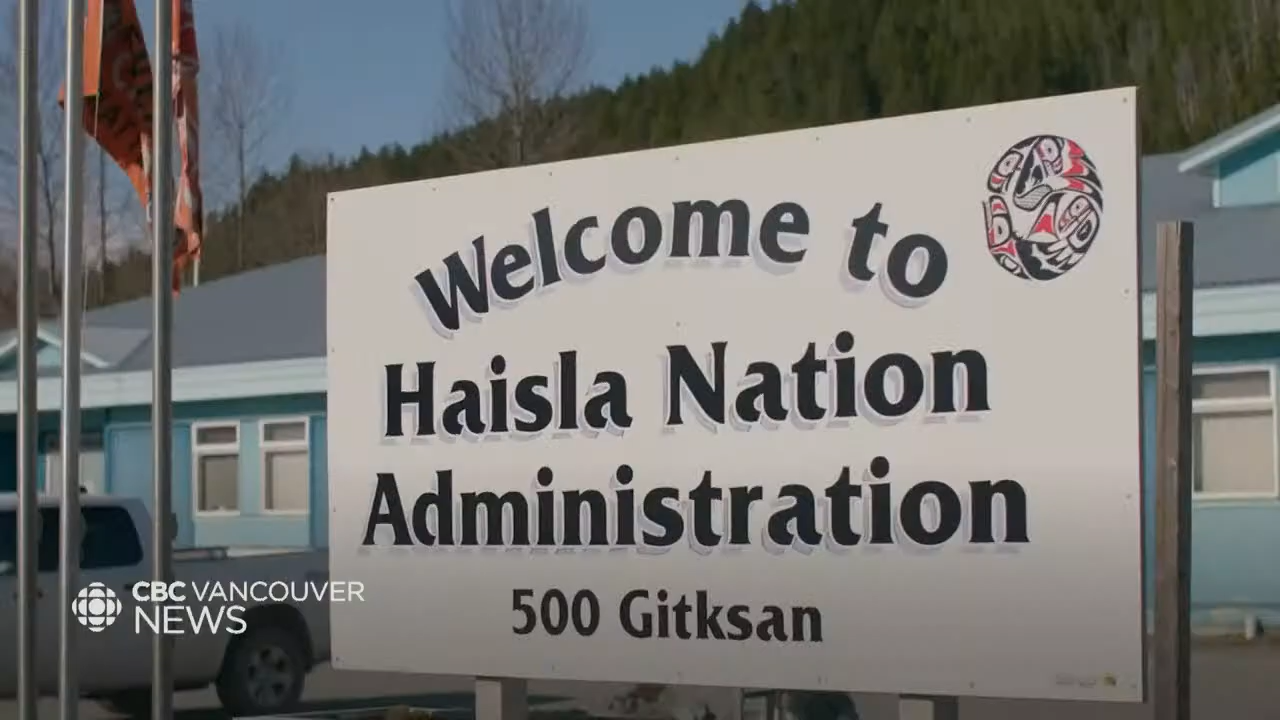 Welcome to
Haisla Nation
Administration
500 Gitksan
CBC VANCOUVER
NEWS